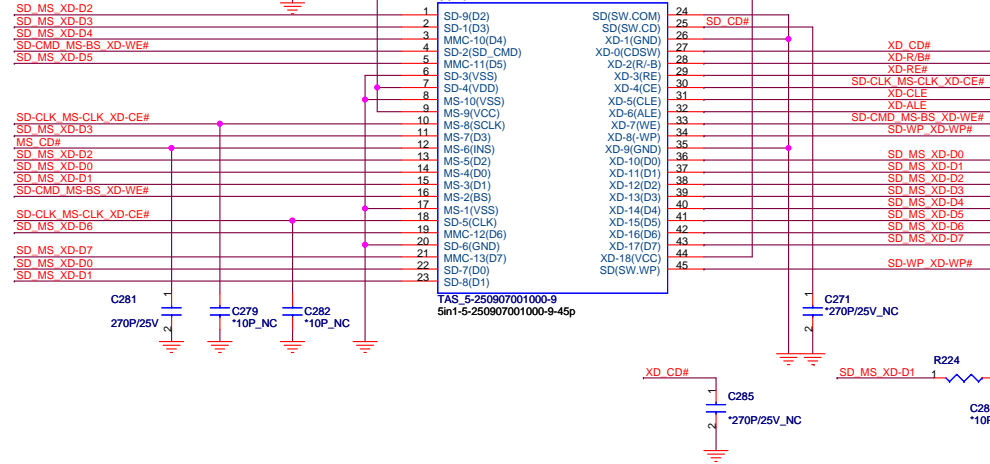 SD_MS_XD-D2
SD_MS_XD-D3
SD_MS_XD-D4
SD-CMD_MS-BS_XD-WE#
SD_MS_XD-D5
SD-CLK_MS-CLK_XD-CE#
SD_MS_XD-D3
MS_CD#
SD_MS_XD-D2
SD_MS_XD-D0
SD_MS_XD-D1
SD-CMD_MS-BS_XD-WE#
SD-CLK_MS-CLK_XD-CE#
SD_MS_XD-D6
SD_MS_XD-D7
SD_MS_XD-D0
SD_MS_XD-D1
1 SD-9(D2)
2 SD-1(D3)
3 MMC-10(D4)
4 SD-2(SD_CMD)
5 MMC-11(D5)
6 SD-3(VSS)
7 SD-4(VDD)
8 MS-10(VSS)
9 MS-9(VCC)
10 MS-8(SCLK)
11 MS-7(D3)
12 MS-6(INS)
13 MS-5(D2)
14 MS-4(D0)
15 MS-3(D1)
16 MS-2(BS)
17 MS-1(VSS)
18 SD-5(CLK)
19 MMC-12(D6)
20 SD-6(GND)
21 MMC-13(D7)
22 SD-7(D0)
23 SD-8(D1)
SD(SW.COM) 24
SD(SW.CD) 25 SD_CD#
XD-1(GND) 26
XD-0(CDSW) 27 XD_CD#
XD-2(R/-B) 28 XD-R/B#
XD-3(RE) 29 XD-RE#
XD-4(CE) 30 SD-CLK_MS-CLK_XD-CE#
XD-5(CLE) 31 XD-CLE
XD-6(ALE) 32 XD-ALE
XD-7(WE) 33 SD-CMD_MS-BS_XD-WE#
XD-8(-WP) 34 SD-WP_XD-WP#
XD-9(GND) 35
XD-10(D0) 36 SD_MS_XD-D0
XD-11(D1) 37 SD_MS_XD-D1
XD-12(D2) 38 SD_MS_XD-D2
XD-13(D3) 39 SD_MS_XD-D3
XD-14(D4) 40 SD_MS_XD-D4
XD-15(D5) 41 SD_MS_XD-D5
XD-16(D6) 42 SD_MS_XD-D6
XD-17(D7) 43 SD_MS_XD-D7
XD-18(VCC) 44
SD(SW.WP) 45 SD-WP_XD-WP#
TAS_5-250907001000-9
5in1-5-250907001000-9-45p
1
C281
270P/25V
2
C279
*10P_NC
C282
*10P_NC
1
C271
*270P/25V_NC
2
XD_CD#
1
C285
*270P/25V_NC
2
R224
SD_MS_XD-D1 1
C28
*10P